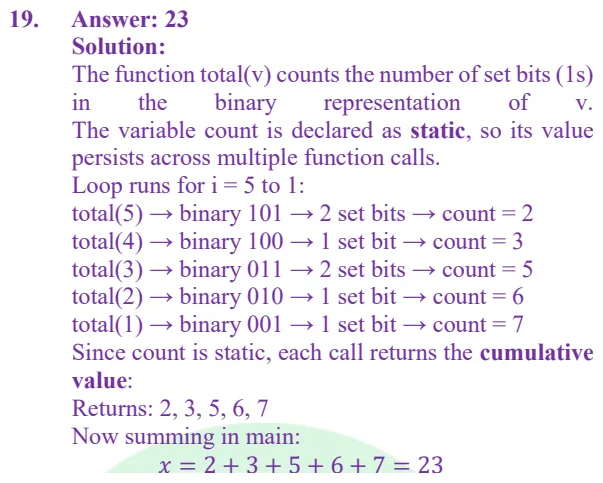 19. Answer: 23
Solution:
The function total(v) counts the number of set bits (1s)
in the binary representation of v.
The variable count is declared as static, so its value
persists across multiple function calls.
Loop runs for i = 5 to 1:
total(5) → binary 101 → 2 set bits → count = 2
total(4) → binary 100 → 1 set bit → count = 3
total(3) → binary 011 → 2 set bits → count = 5
total(2) → binary 010 → 1 set bit → count = 6
total(1) → binary 001 → 1 set bit → count = 7
Since count is static, each call returns the cumulative
value:
Returns: 2, 3, 5, 6, 7
Now summing in main:
𝑥 = 2 + 3 + 5 + 6 + 7 = 23